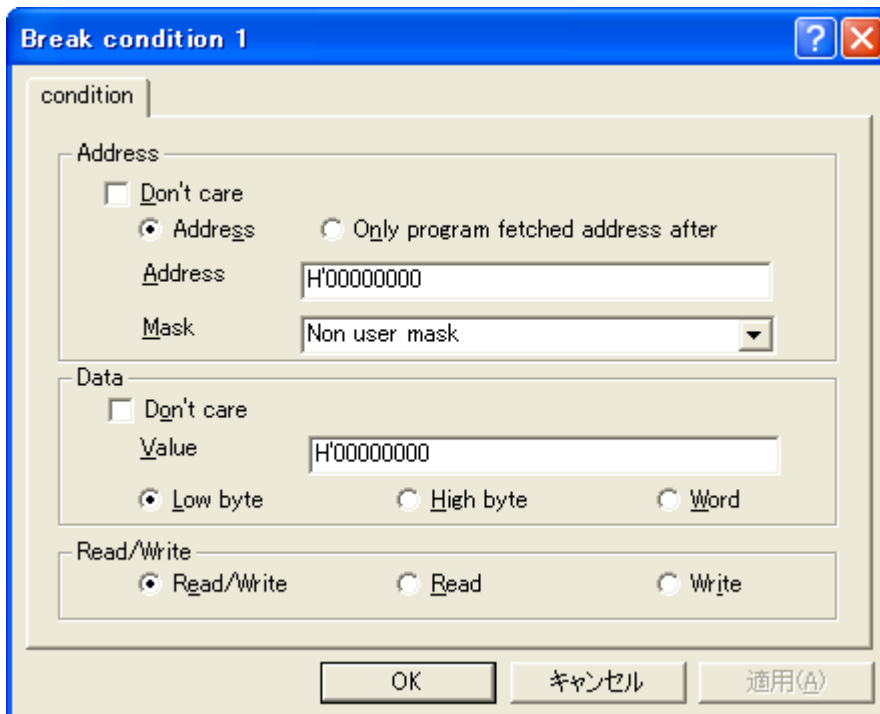 Break condition 1
condition
Address
Don't care
Address Only program fetched address after
Address H'00000000
Mask Non user mask
Data
Don't care
Value H'00000000
Low byte High byte Word
Read/Write
Read/Write Read Write
OK キャンセル 適用(A)